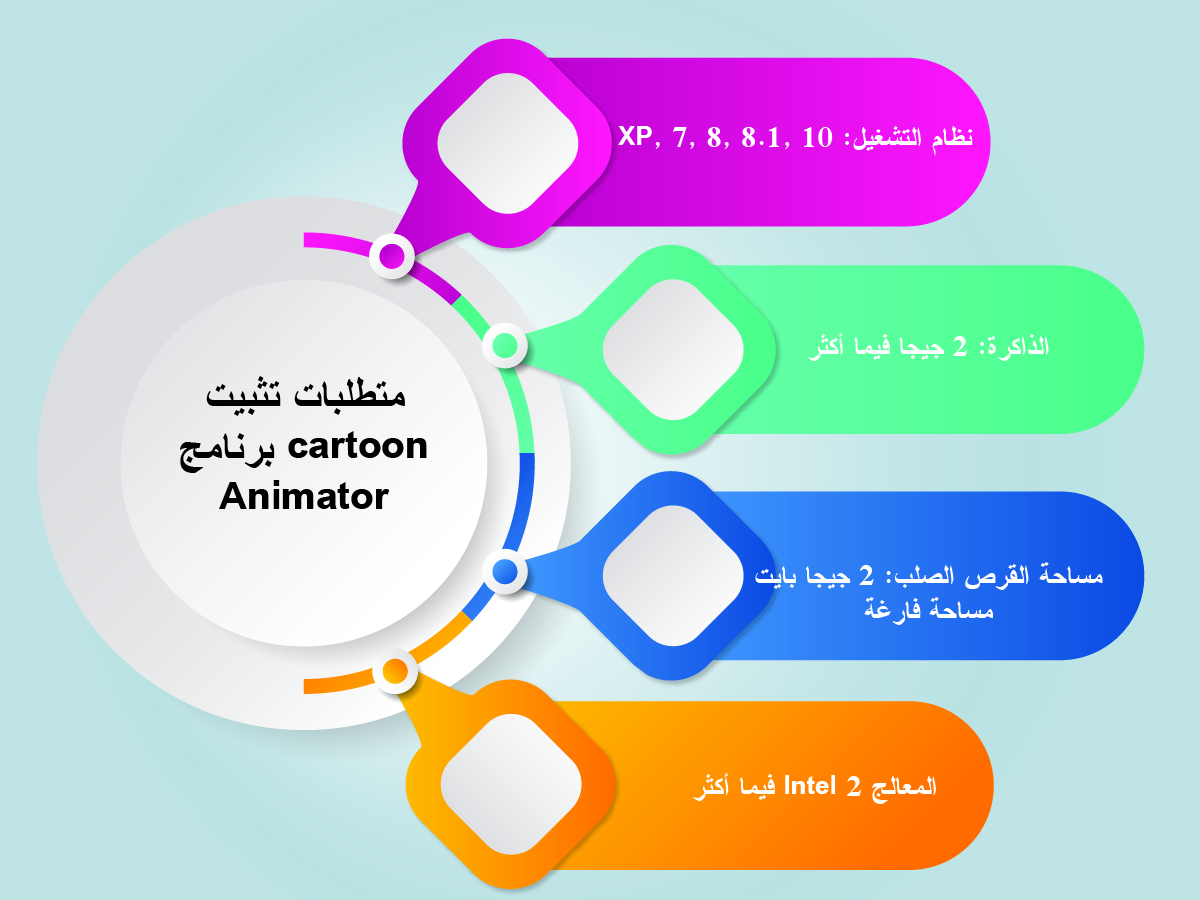 متطلبات تثبيت
برنامج cartoon
Animator
نظام التشغيل: XP, 7, 8, 8.1, 10
الذاكرة: 2 جيجا فيما أكثر
مساحة القرص الصلب: 2 جيجا بايت
مساحة فارغة
المعالج Intel 2 فيما أكثر